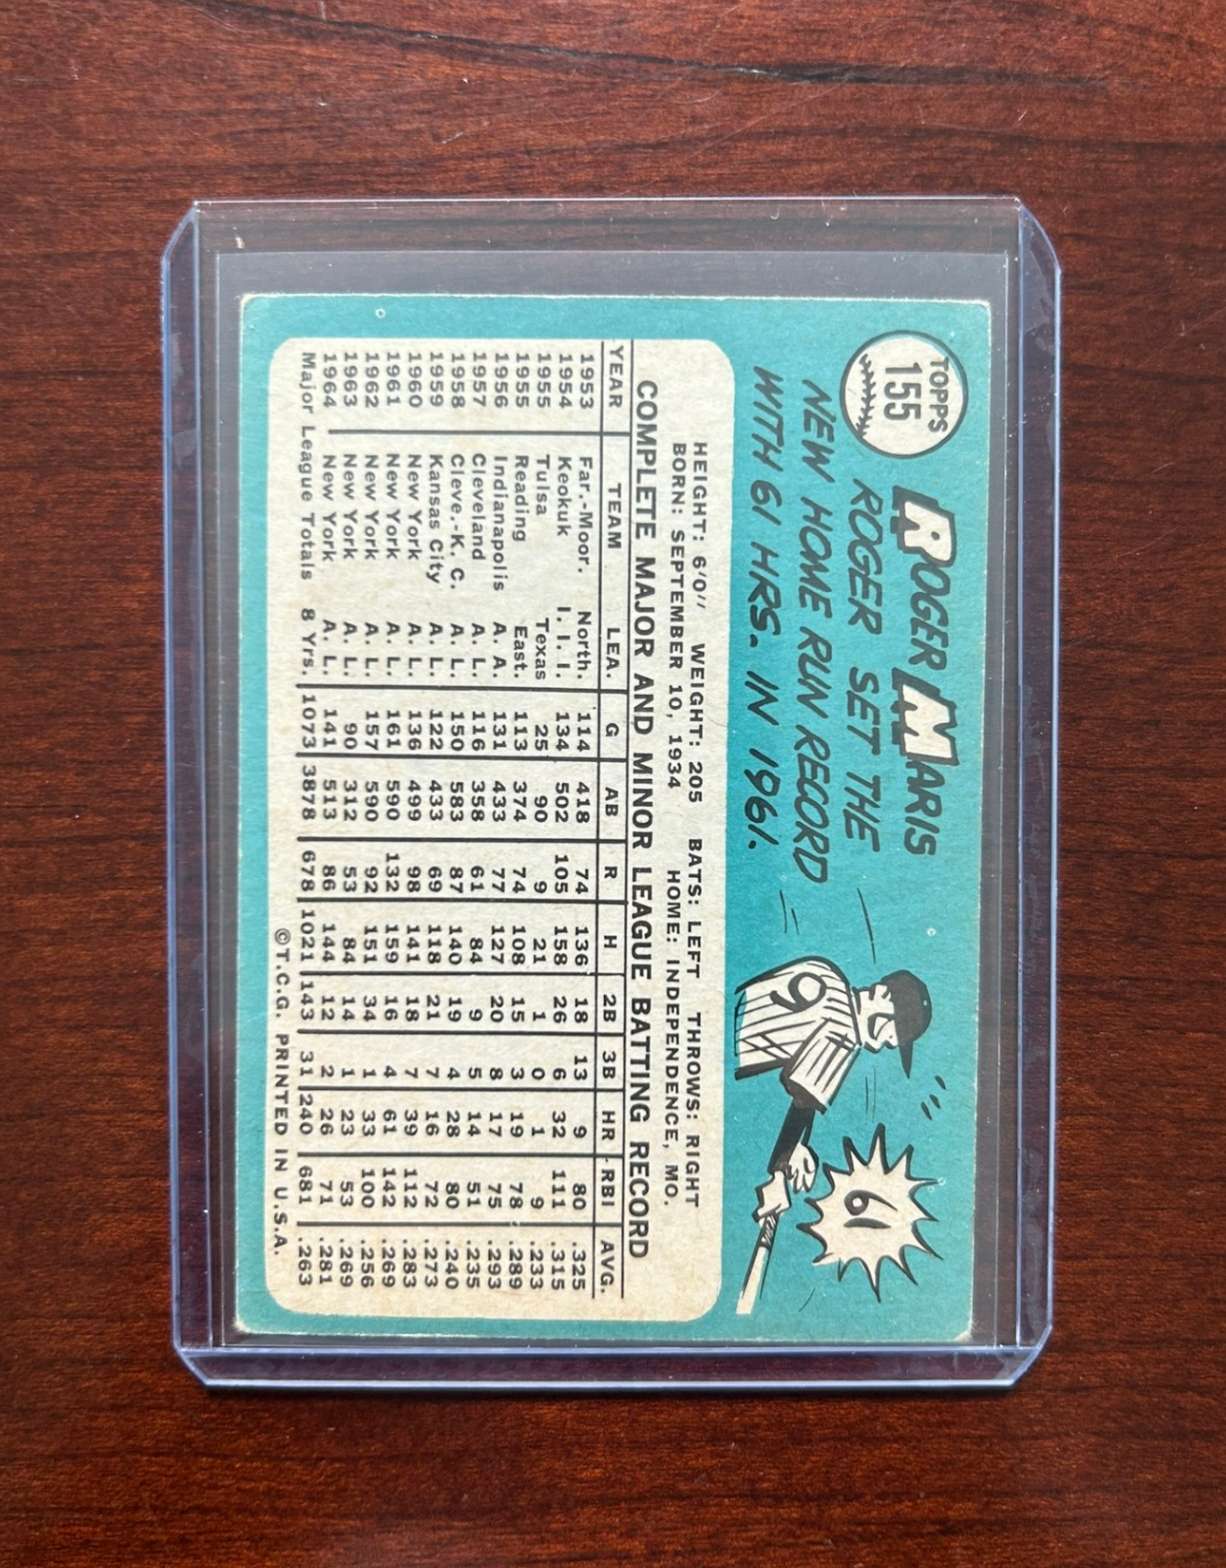 TOPPS
155
ROGER MARIS
ROGER SET THE
NEW HOME RUN RECORD
WITH 61 HRS. IN 1961.
9
61
HEIGHT: 6'0" WEIGHT: 205 BATS: LEFT THROWS: RIGHT
BORN: SEPTEMBER 10, 1934 HOME: INDEPENDENCE, MO.
COMPLETE MAJOR AND MINOR LEAGUE BATTING RECORD
YEAR TEAM LEA. G AB R H 2B 3B HR RBI AVG.
1953 Far.-Moor. North. 114 418 74 136 18 13 9 80 .325
1954 Keokuk I. I. I. 134 502 105 158 26 6 32 111 .315
1955 Tulsa Texas 25 90 9 21 1 0 1 9 .233
1955 Reading East. 113 374 74 108 15 3 19 78 .289
1956 Indianapolis A. A. 131 433 77 127 20 8 17 75 .293
1957 Cleveland A. L. 116 358 61 84 9 5 14 51 .235
1958 Cleve.-K. C. A. L. 150 583 87 140 19 4 28 80 .240
1959 Kansas City A. L. 122 433 69 118 21 7 16 72 .273
1960 New York A. L. 136 499 98 141 18 7 39 112 .283
1961 New York A. L. 161 590 132 159 16 4 61 142 .269
1962 New York A. L. 157 590 92 151 34 1 33 100 .256
1963 New York A. L. 90 312 53 84 14 1 23 53 .269
1964 New York A. L. 141 513 86 144 12 2 26 71 .281
Major League Totals 8 Yrs. 1073 3878 678 1021 143 31 240 681 .263
© T.C.G. PRINTED IN U.S.A.